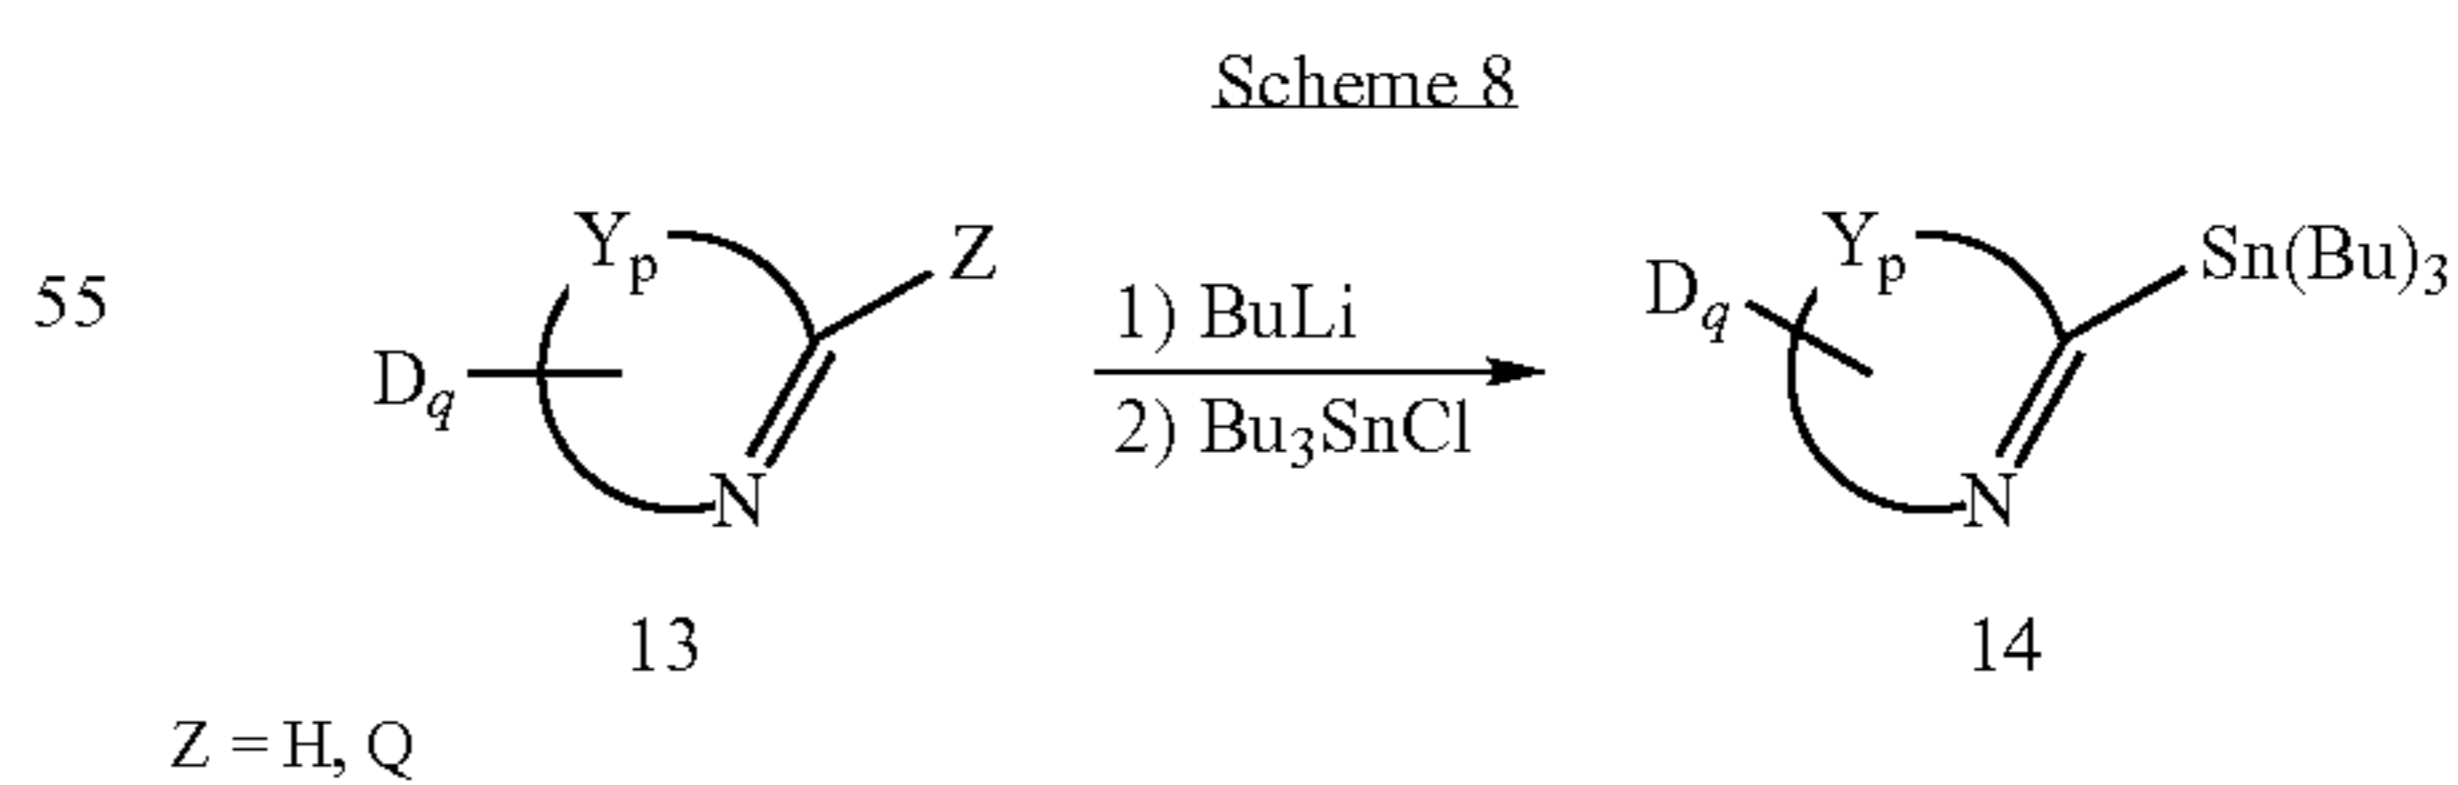 Scheme 8
55
Yp
Z
Dq
N
13
1) BuLi
2) Bu₃SnCl
Yp
Sn(Bu)₃
Dq
N
14
Z = H, Q